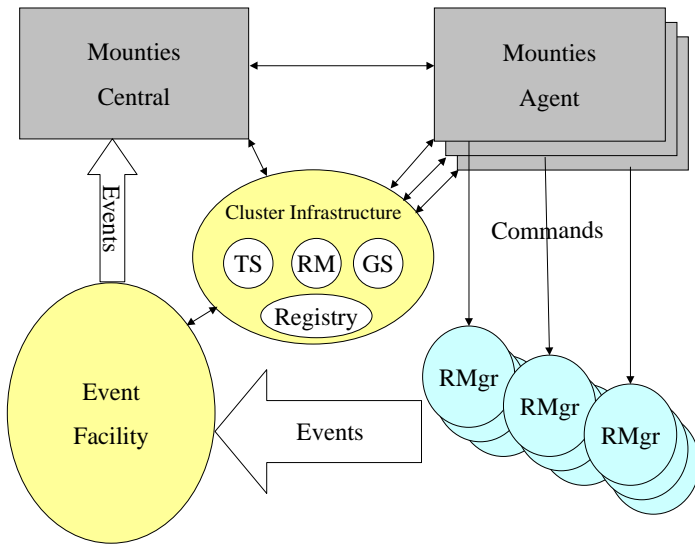 Mounties
Central
Mounties
Agent
Events
Cluster Infrastructure
TS
RM
GS
Registry
Commands
RMgr
RMgr
RMgr
Event
Facility
Events